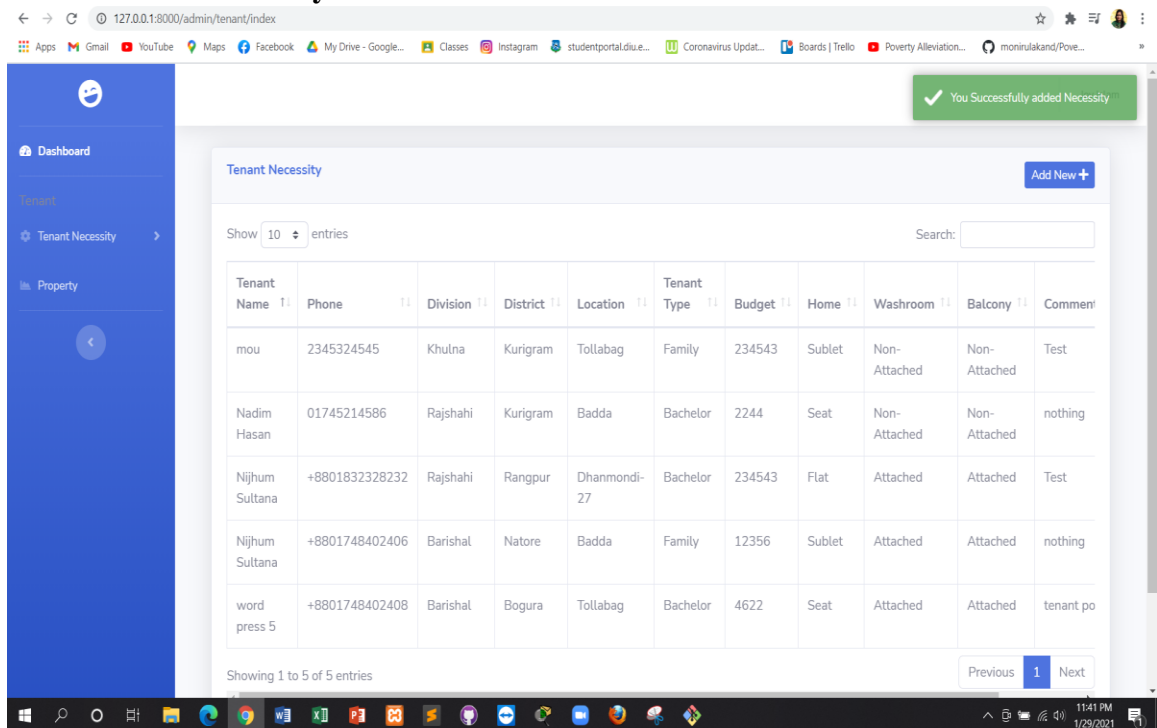 127.0.0.1:8000/admin/tenant/index
Apps Gmail YouTube Maps Facebook My Drive - Google... Classes Instagram studentportal.diu.e... Coronavirus Updat... Boards | Trello Poverty Alleviation... monirulakand/Pove... »
You Successfully added Necessity
Dashboard
Tenant
Tenant Necessity
Property
Tenant Necessity
Add New +
Show 10 entries
Search:
Tenant Name Phone Division District Location Tenant Type Budget Home Washroom Balcony Comment
mou 2345324545 Khulna Kurigram Tollabag Family 234543 Sublet Non-Attached Non-Attached Test
Nadim Hasan 01745214586 Rajshahi Kurigram Badda Bachelor 2244 Seat Non-Attached Non-Attached nothing
Nijhum Sultana +8801832328232 Rajshahi Rangpur Dhanmondi-27 Bachelor 234543 Flat Attached Attached Test
Nijhum Sultana +8801748402406 Barishal Natore Badda Family 12356 Sublet Attached Attached nothing
word press 5 +8801748402408 Barishal Bogura Tollabag Bachelor 4622 Seat Attached Attached tenant po
Showing 1 to 5 of 5 entries
Previous 1 Next
11:41 PM
1/29/2021